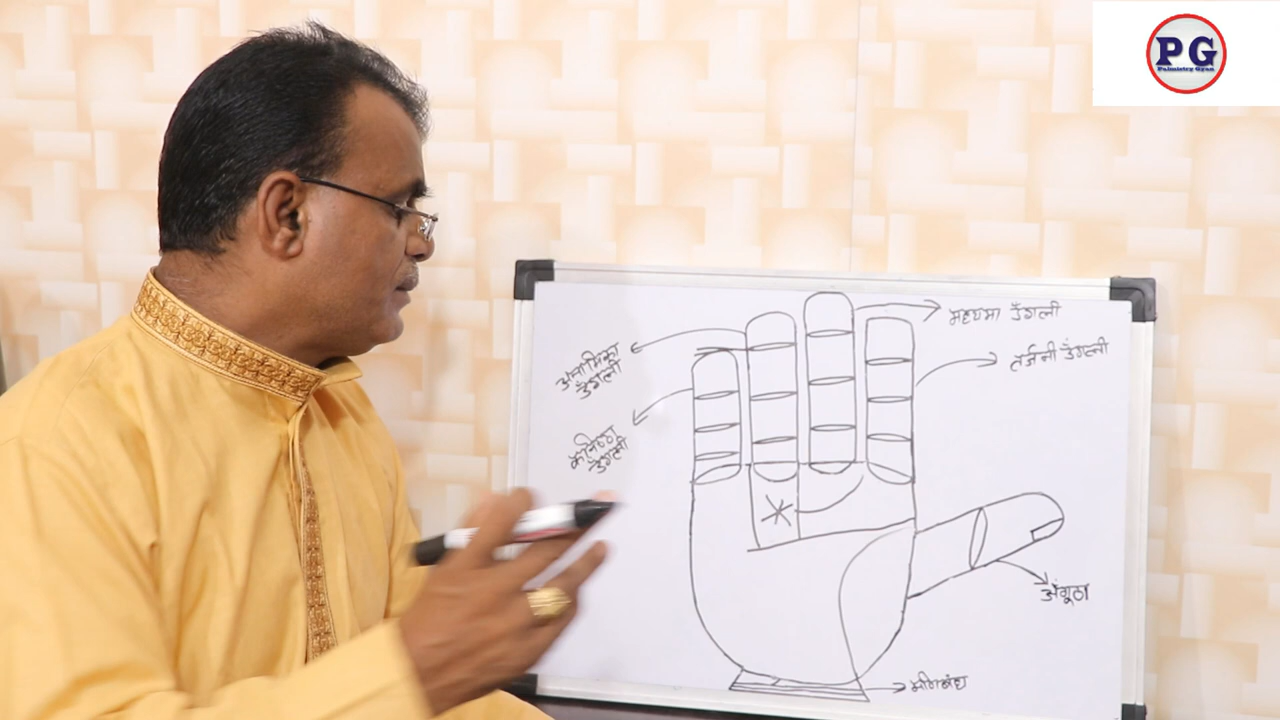 PG
Palmistry Gyan
मध्यमा उँगली
तर्जनी उँगली
अनामिका
उँगली
कनिष्ठा
उँगली
अँगूठा
मणिबंध